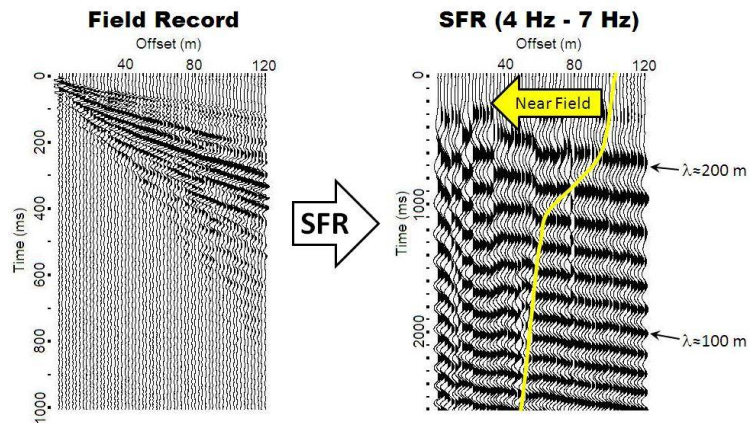 Field Record
Offset (m)
40 80 120
0
200
400
600
800
1000
Time (ms)
SFR
SFR (4 Hz - 7 Hz)
Offset (m)
40 80 120
0
1000
2000
Time (ms)
Near Field
λ≈200 m
λ≈100 m